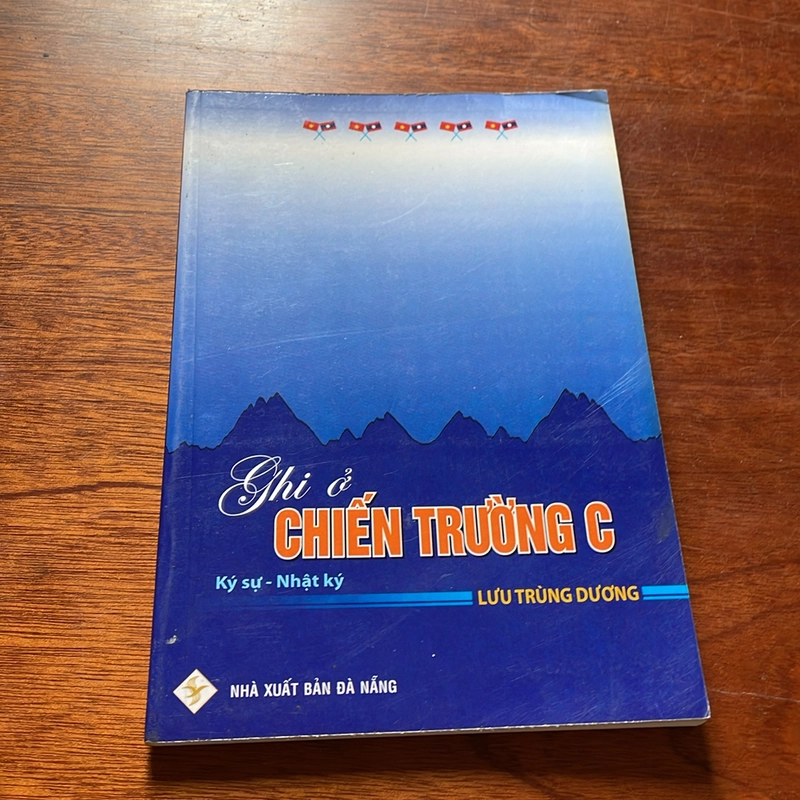 Ghi ở
CHIẾN TRƯỜNG C
Ký sự - Nhật ký
LƯU TRÙNG DƯƠNG
NHÀ XUẤT BẢN ĐÀ NẴNG